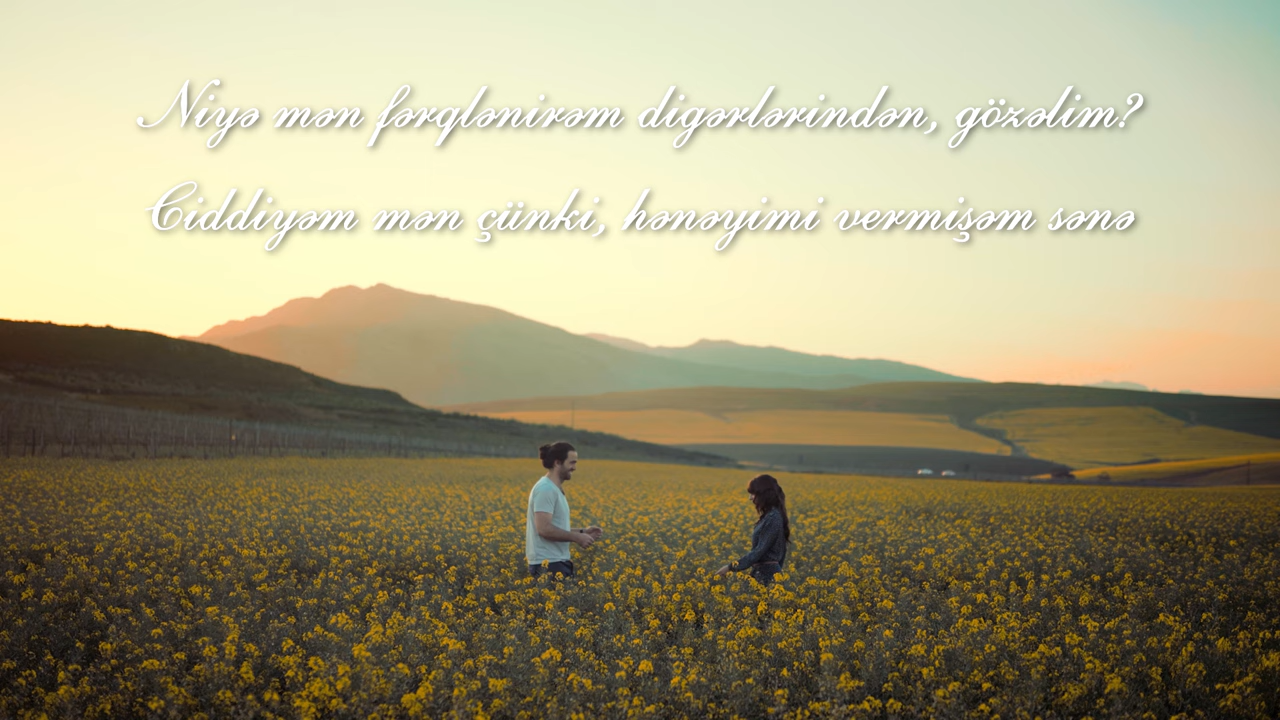 Niyə mən fərqlənirəm digərlərindən, gözəlim?
Ciddiyəm mən çünki, hənəyimi vermişəm sənə